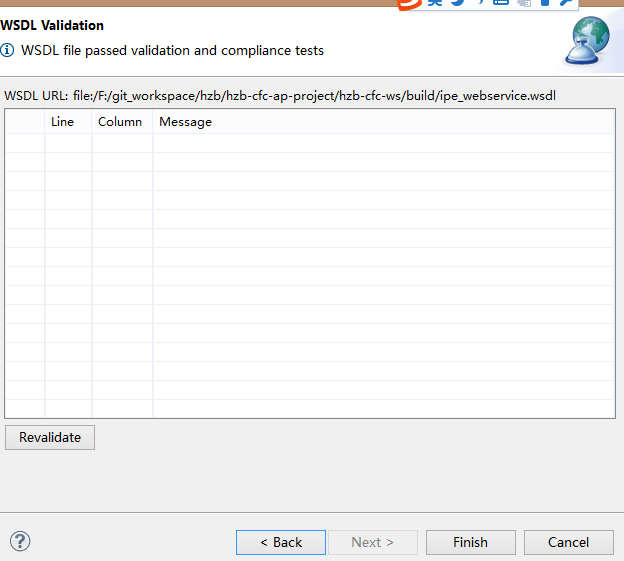 WSDL Validation
WSDL file passed validation and compliance tests
WSDL URL: file:/F:/git_workspace/hzb/hzb-cfc-ap-project/hzb-cfc-ws/build/ipe_webservice.wsdl
Line Column Message
Revalidate
< Back Next > Finish Cancel